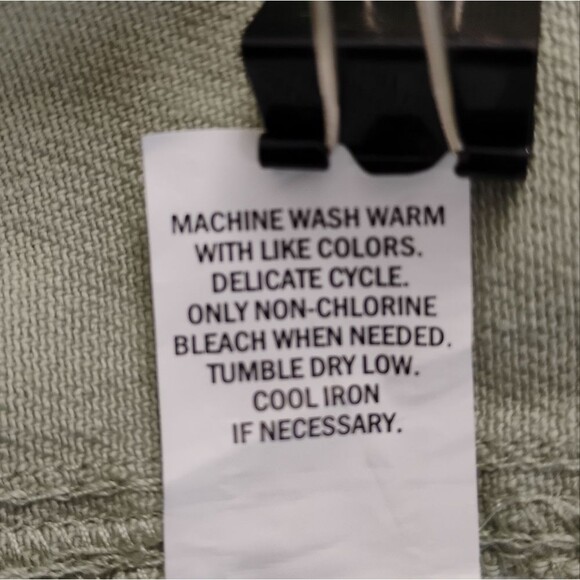 MACHINE WASH WARM
WITH LIKE COLORS.
DELICATE CYCLE.
ONLY NON-CHLORINE
BLEACH WHEN NEEDED.
TUMBLE DRY LOW.
COOL IRON
IF NECESSARY.